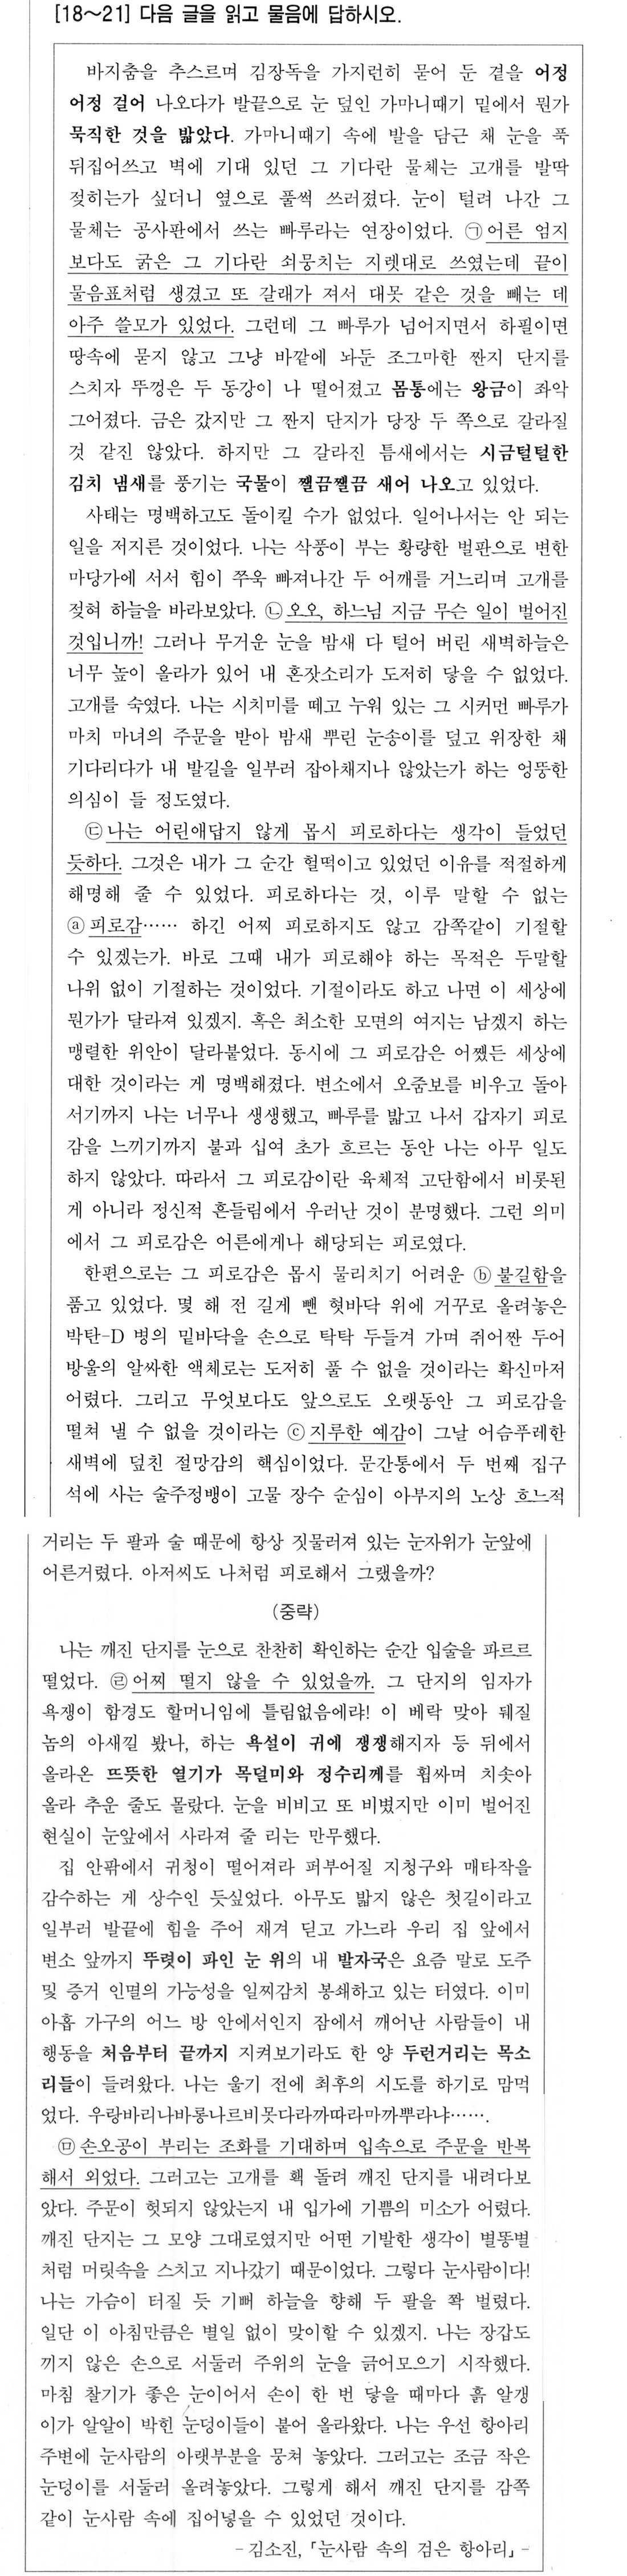 [18～21] 다음 글을 읽고 물음에 답하시오.
바지춤을 추스르며 김장독을 가지런히 묻어 둔 곁을 어정
어정 걸어 나오다가 발끝으로 눈 덮인 가마니때기 밑에서 뭔가
묵직한 것을 밟았다. 가마니때기 속에 발을 담근 채 눈을 푹
뒤집어쓰고 벽에 기대 있던 그 기다란 물체는 고개를 발딱
젖히는가 싶더니 옆으로 풀썩 쓰러졌다. 눈이 털려 나간 그
물체는 공사판에서 쓰는 빠루라는 연장이었다. ㉠어른 엄지
보다도 굵은 그 기다란 쇠뭉치는 지렛대로 쓰였는데 끝이
물음표처럼 생겼고 또 갈래가 져서 대못 같은 것을 빼는 데
아주 쓸모가 있었다. 그런데 그 빠루가 넘어지면서 하필이면
땅속에 묻지 않고 그냥 바깥에 놔둔 조그마한 짠지 단지를
스치자 뚜껑은 두 동강이 나 떨어졌고 몸통에는 왕금이 좌악
그어졌다. 금은 갔지만 그 짠지 단지가 당장 두 쪽으로 갈라질
것 같진 않았다. 하지만 그 갈라진 틈새에서는 시금털털한
김치 냄새를 풍기는 국물이 찔끔찔끔 새어 나오고 있었다.
사태는 명백하고도 돌이킬 수가 없었다. 일어나서는 안 되는
일을 저지른 것이었다. 나는 삭풍이 부는 황량한 벌판으로 변한
마당가에 서서 힘이 쭈욱 빠져나간 두 어깨를 거느리며 고개를
젖혀 하늘을 바라보았다. ㉡오오, 하느님 지금 무슨 일이 벌어진
것입니까! 그러나 무거운 눈을 밤새 다 털어 버린 새벽하늘은
너무 높이 올라가 있어 내 혼잣소리가 도저히 닿을 수 없었다.
고개를 숙였다. 나는 시치미를 떼고 누워 있는 그 시커먼 빠루가
마치 마녀의 주문을 받아 밤새 뿌린 눈송이를 덮고 위장한 채
기다리다가 내 발길을 일부러 잡아채지나 않았는가 하는 엉뚱한
의심이 들 정도였다.
㉢나는 어린애답지 않게 몹시 피로하다는 생각이 들었던
듯하다. 그것은 내가 그 순간 헐떡이고 있었던 이유를 적절하게
해명해 줄 수 있었다. 피로하다는 것, 이루 말할 수 없는
ⓐ피로감…… 하긴 어찌 피로하지도 않고 감쪽같이 기절할
수 있겠는가. 바로 그때 내가 피로해야 하는 목적은 두말할
나위 없이 기절하는 것이었다. 기절이라도 하고 나면 이 세상에
뭔가가 달라져 있겠지. 혹은 최소한 모면의 여지는 남겠지 하는
맹렬한 위안이 달라붙었다. 동시에 그 피로감은 어쨌든 세상에
대한 것이라는 게 명백해졌다. 변소에서 오줌보를 비우고 돌아
서기까지 나는 너무나 생생했고, 빠루를 밟고 나서 갑자기 피로
감을 느끼기까지 불과 십여 초가 흐르는 동안 나는 아무 일도
하지 않았다. 따라서 그 피로감이란 육체적 고단함에서 비롯된
게 아니라 정신적 흔들림에서 우러난 것이 분명했다. 그런 의미
에서 그 피로감은 어른에게나 해당되는 피로였다.
한편으로는 그 피로감은 몹시 물리치기 어려운 ⓑ불길함을
품고 있었다. 몇 해 전 길게 뺀 혓바닥 위에 거꾸로 올려놓은
박탄-D 병의 밑바닥을 손으로 탁탁 두들겨 가며 쥐어짠 두어
방울의 알싸한 액체로는 도저히 풀 수 없을 것이라는 확신마저
어렸다. 그리고 무엇보다도 앞으로도 오랫동안 그 피로감을
떨쳐 낼 수 없을 것이라는 ⓒ지루한 예감이 그날 어슴푸레한
새벽에 덮친 절망감의 핵심이었다. 문간통에서 두 번째 집구
석에 사는 술주정뱅이 고물 장수 순심이 아부지의 노상 흐느적
거리는 두 팔과 술 때문에 항상 짓물러져 있는 눈자위가 눈앞에
어른거렸다. 아저씨도 나처럼 피로해서 그랬을까?
(중략)
나는 깨진 단지를 눈으로 찬찬히 확인하는 순간 입술을 파르르
떨었다. ㉣어찌 떨지 않을 수 있었을까. 그 단지의 임자가
욕쟁이 함경도 할머니임에 틀림없음에랴! 이 베락 맞아 뒈질
놈의 아새낄 봤나, 하는 욕설이 귀에 쟁쟁해지자 등 뒤에서
올라온 뜨뜻한 열기가 목덜미와 정수리께를 휩싸며 치솟아
올라 추운 줄도 몰랐다. 눈을 비비고 또 비볐지만 이미 벌어진
현실이 눈앞에서 사라져 줄 리는 만무했다.
집 안팎에서 귀청이 떨어져라 퍼부어질 지청구와 매타작을
감수하는 게 상수인 듯싶었다. 아무도 밟지 않은 첫길이라고
일부러 발끝에 힘을 주어 재겨 딛고 가느라 우리 집 앞에서
변소 앞까지 뚜렷이 파인 눈 위의 내 발자국은 요즘 말로 도주
및 증거 인멸의 가능성을 일찌감치 봉쇄하고 있는 터였다. 이미
아홉 가구의 어느 방 안에서인지 잠에서 깨어난 사람들이 내
행동을 처음부터 끝까지 지켜보기라도 한 양 두런거리는 목소
리들이 들려왔다. 나는 울기 전에 최후의 시도를 하기로 맘먹
었다. 우랑바리나바롱나르비못다라까따라마까뿌라냐…….
㉤손오공이 부리는 조화를 기대하며 입속으로 주문을 반복
해서 외었다. 그러고는 고개를 홱 돌려 깨진 단지를 내려다보
았다. 주문이 헛되지 않았는지 내 입가에 기쁨의 미소가 어렸다.
깨진 단지는 그 모양 그대로였지만 어떤 기발한 생각이 별똥별
처럼 머릿속을 스치고 지나갔기 때문이었다. 그렇다 눈사람이다!
나는 가슴이 터질 듯 기뻐 하늘을 향해 두 팔을 쫙 벌렸다.
일단 이 아침만큼은 별일 없이 맞이할 수 있겠지. 나는 장갑도
끼지 않은 손으로 서둘러 주위의 눈을 긁어모으기 시작했다.
마침 찰기가 좋은 눈이어서 손이 한 번 닿을 때마다 흙 알갱
이가 알알이 박힌 눈덩이들이 붙어 올라왔다. 나는 우선 항아리
주변에 눈사람의 아랫부분을 뭉쳐 놓았다. 그러고는 조금 작은
눈덩이를 서둘러 올려놓았다. 그렇게 해서 깨진 단지를 감쪽
같이 눈사람 속에 집어넣을 수 있었던 것이다.
- 김소진, 「눈사람 속의 검은 항아리」 -